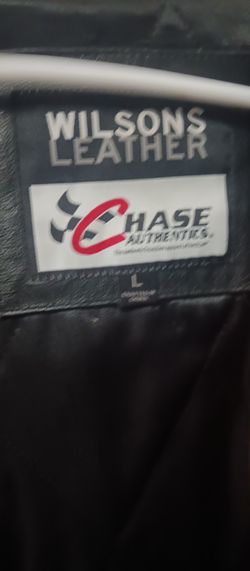 WILSONS
LEATHER
CHASE
AUTHENTICS.
L